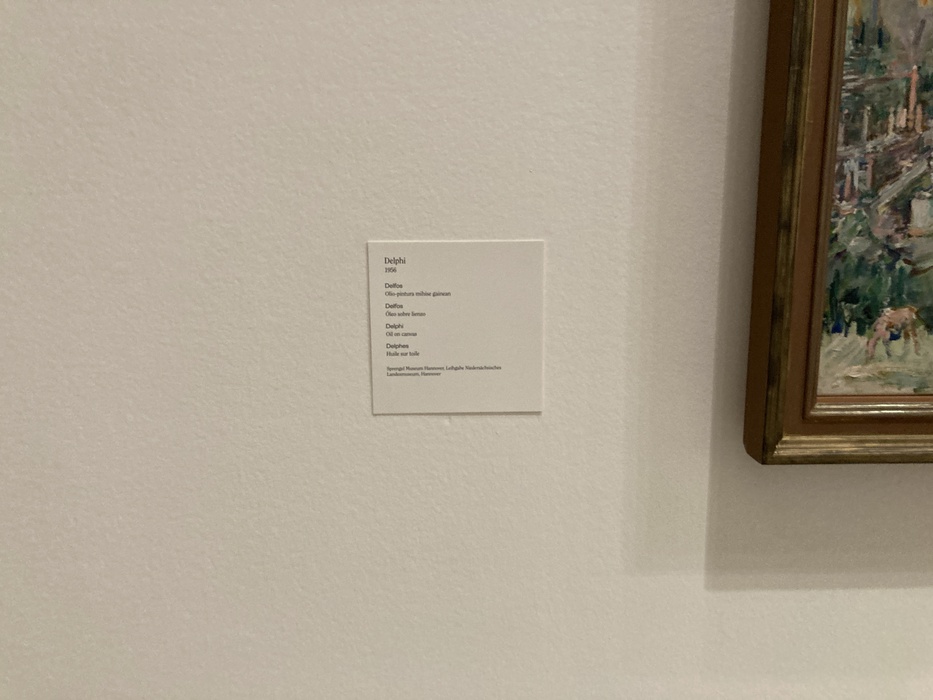 Delphi
1956
Delfos
Olio-pintura mihise gainean
Delfos
Óleo sobre lienzo
Delphi
Oil on canvas
Delphes
Huile sur toile
Sprengel Museum Hannover, Leihgabe Niedersächsisches
Landesmuseum, Hannover